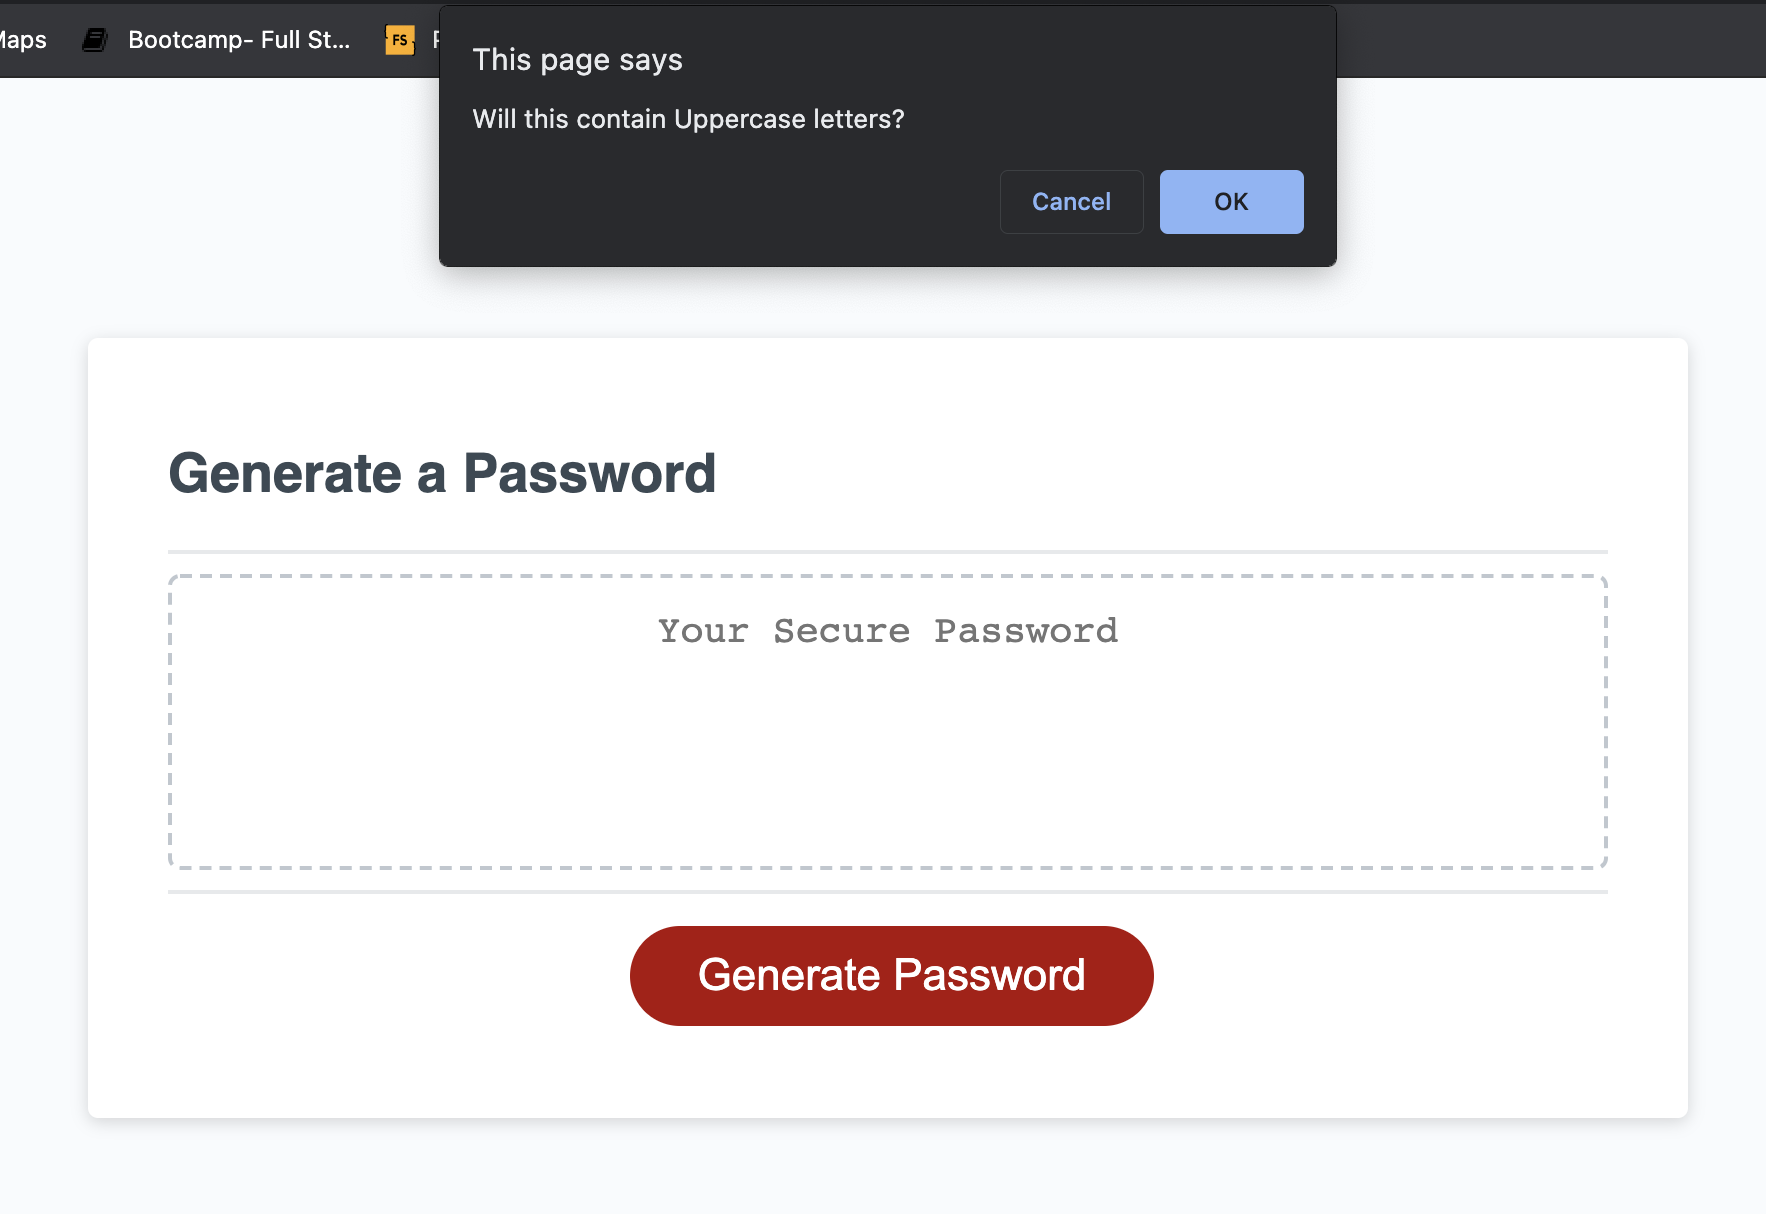 Bootcamp- Full St...
FS
This page says
Will this contain Uppercase letters?
Cancel
OK
Generate a Password
Your Secure Password
Generate Password